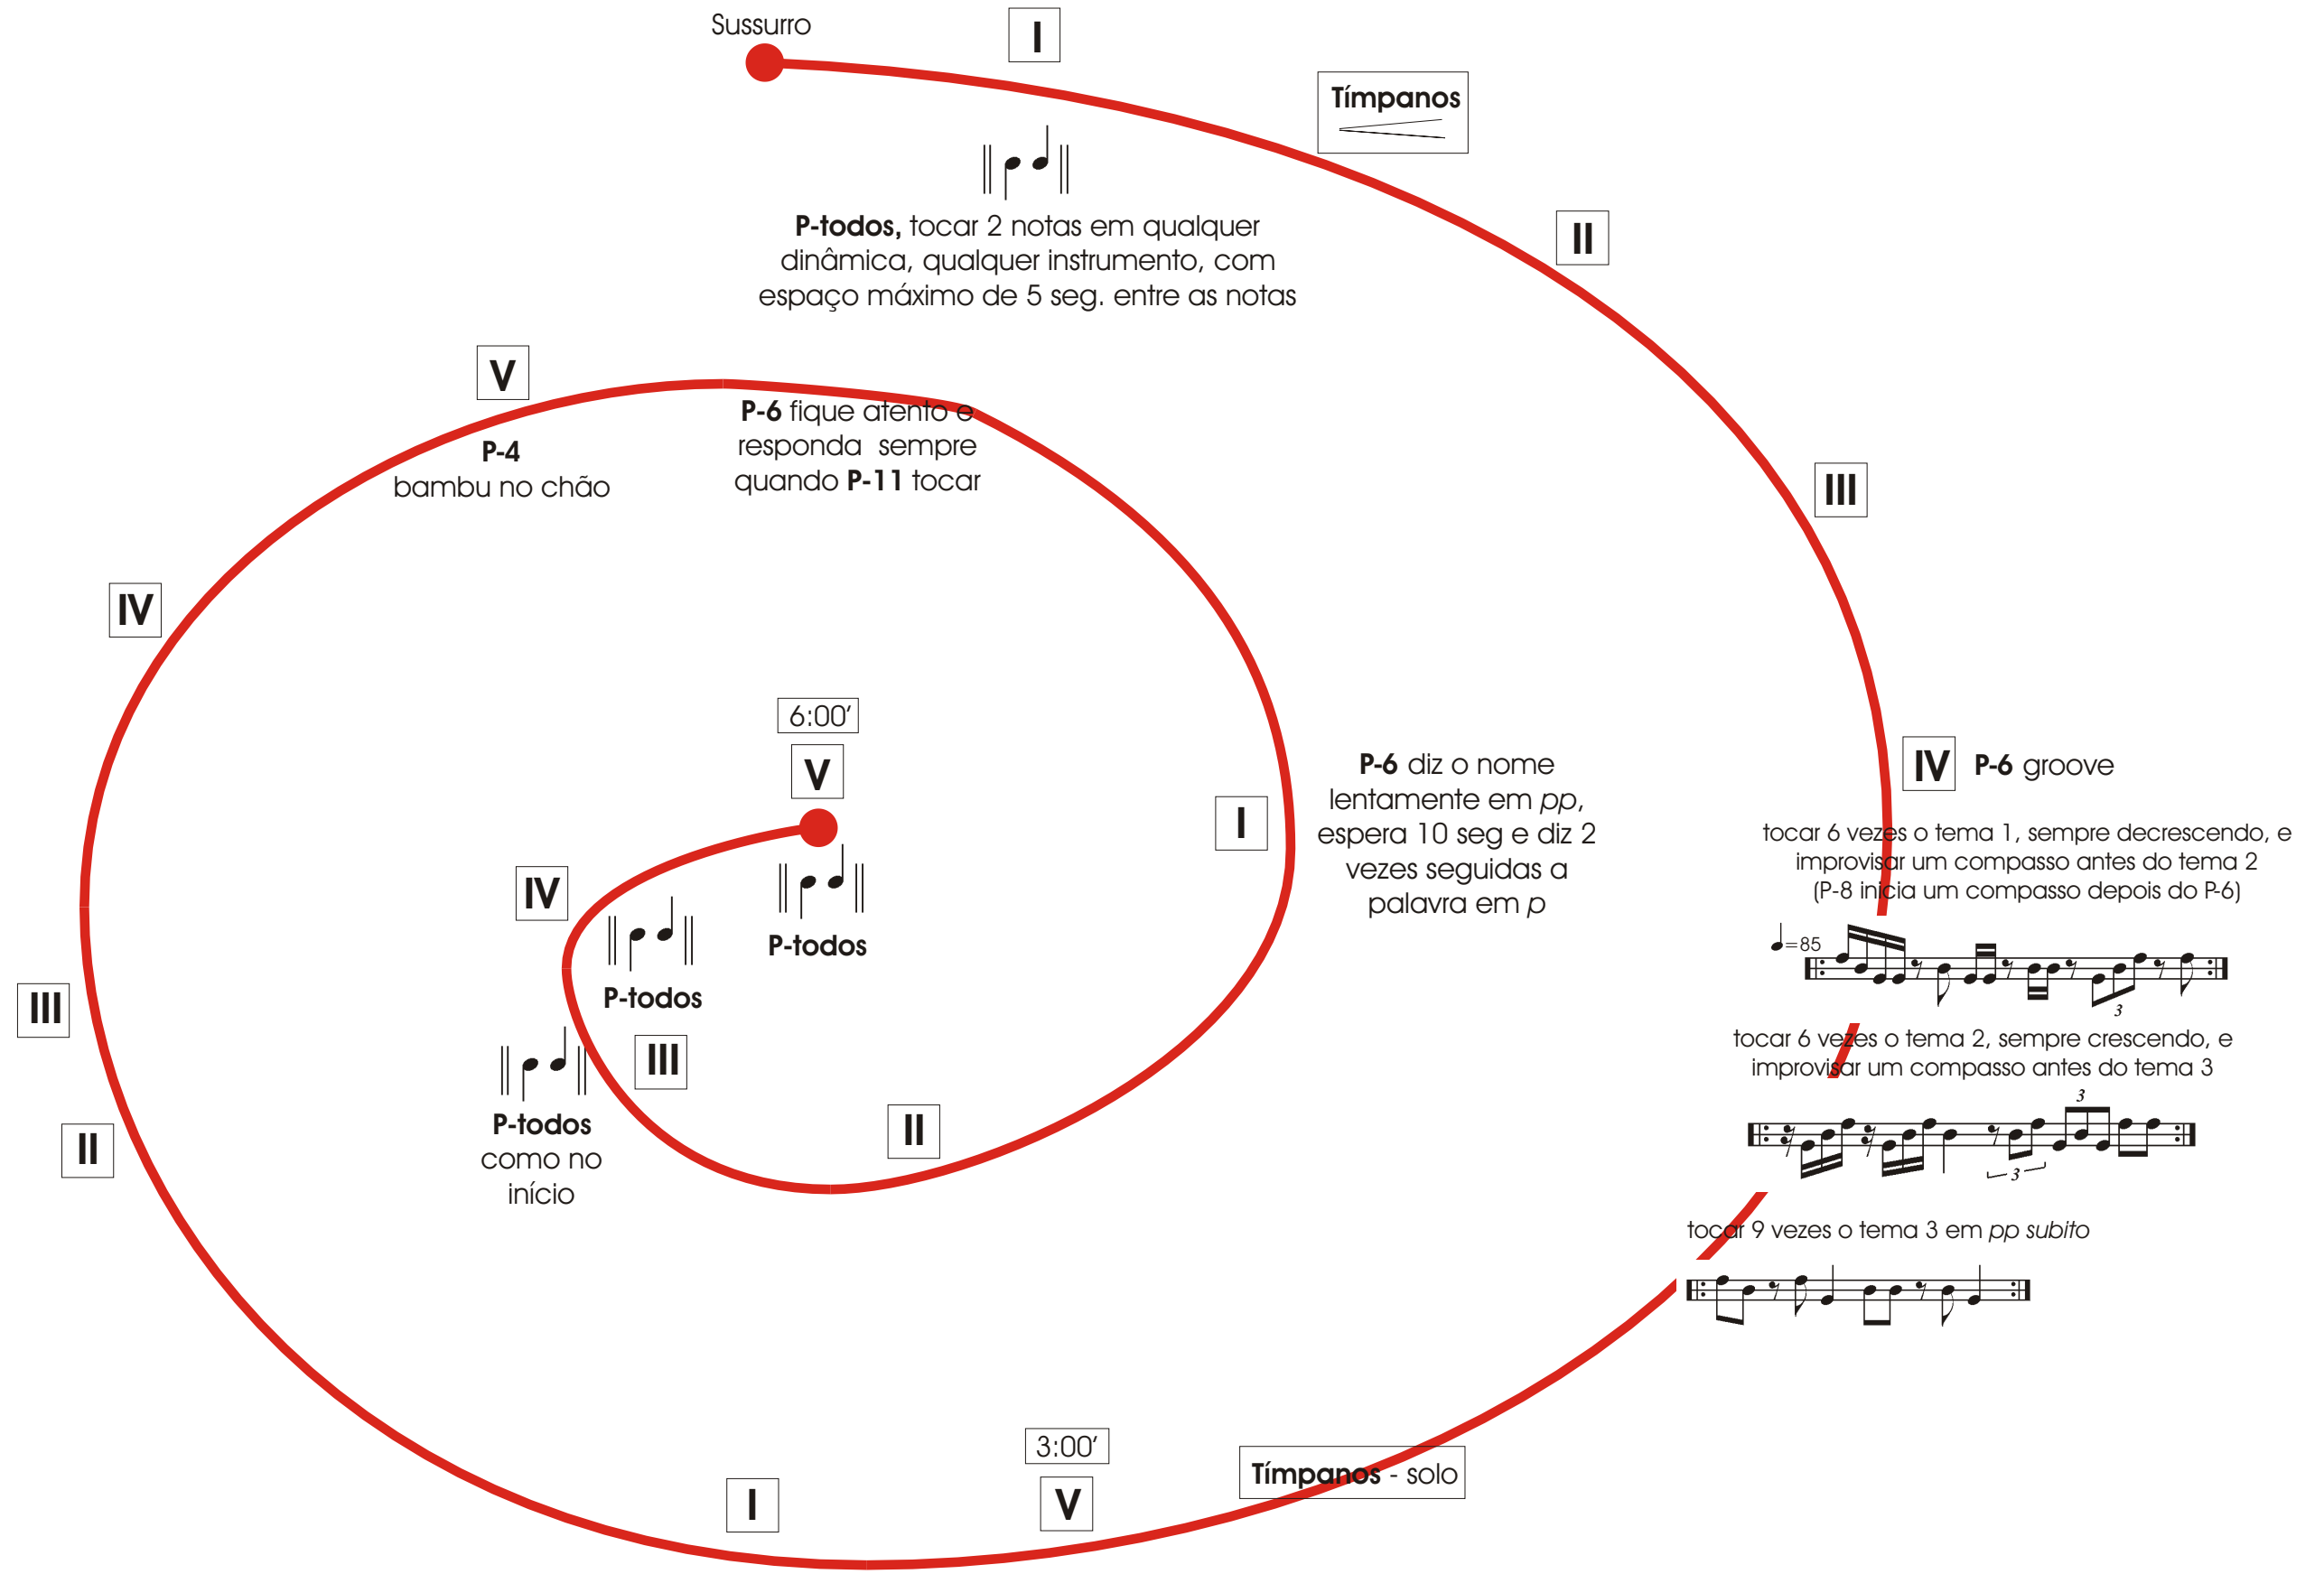 Sussurro
I
Tímpanos
P-todos, tocar 2 notas em qualquer
dinâmica, qualquer instrumento, com
espaço máximo de 5 seg. entre as notas
II
III
IV P-6 groove
tocar 6 vezes o tema 1, sempre decrescendo, e
improvisar um compasso antes do tema 2
(P-8 inicia um compasso depois do P-6)
=85
3
tocar 6 vezes o tema 2, sempre crescendo, e
improvisar um compasso antes do tema 3
3
3
tocar 9 vezes o tema 3 em pp subito
Tímpanos - solo
3:00’
V
I
II
III
IV
V
P-4
bambu no chão
P-6 fique atento e
responda sempre
quando P-11 tocar
I
P-6 diz o nome
lentamente em pp,
espera 10 seg e diz 2
vezes seguidas a
palavra em p
II
III
P-todos
como no
início
IV
P-todos
6:00’
V
P-todos